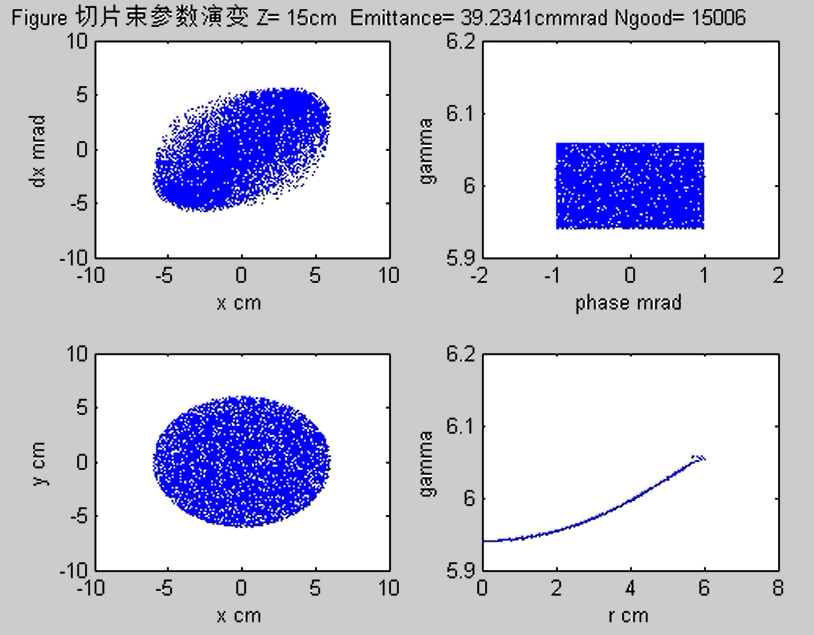 Figure 切片束参数演变 Z= 15cm  Emittance= 39.2341cmmrad Ngood= 15006
10
5
0
-5
-10
dx mrad
-10 -5 0 5 10
x cm
6.2
6.1
6
5.9
gamma
-2 -1 0 1 2
phase mrad
10
5
0
-5
-10
y cm
-10 -5 0 5 10
x cm
6.2
6.1
6
5.9
gamma
0 2 4 6 8
r cm